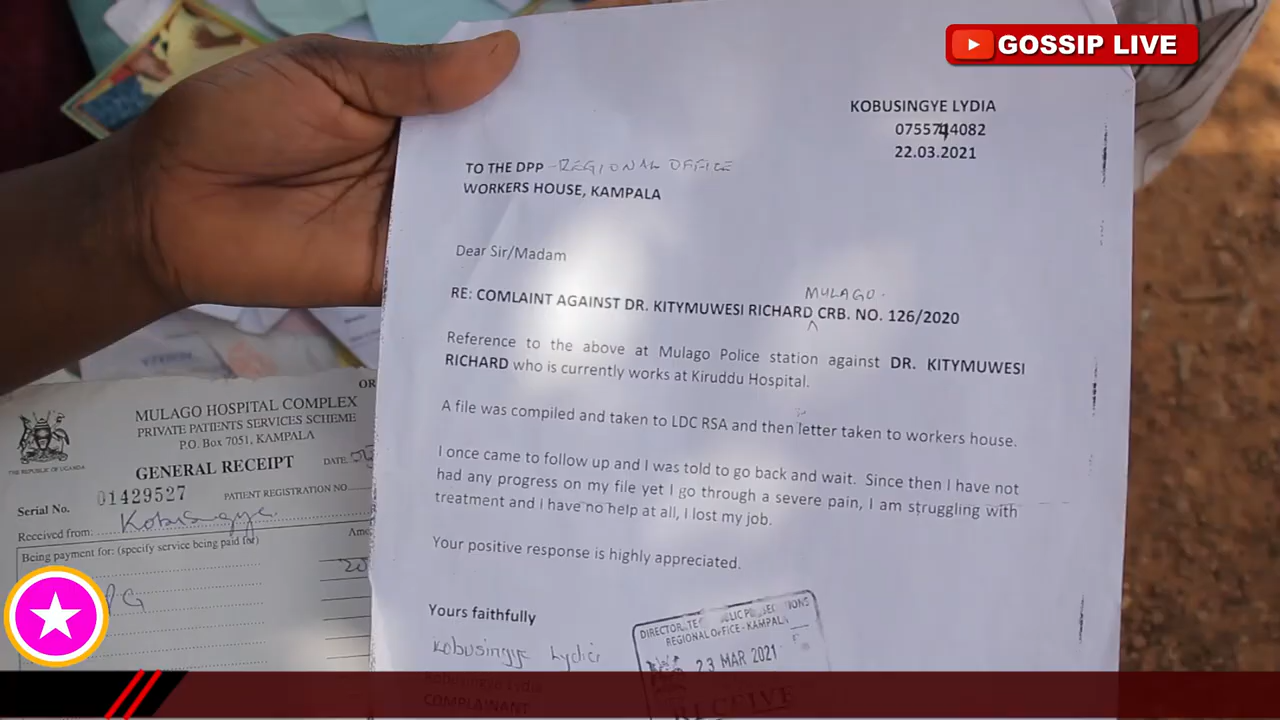 GOSSIP LIVE
KOBUSINGYE LYDIA
0755744082
22.03.2021
TO THE DPP - REGIONAL OFFICE
WORKERS HOUSE, KAMPALA
Dear Sir/Madam
MULAGO.
RE: COMLAINT AGAINST DR. KITYMUWESI RICHARD CRB. NO. 126/2020
Reference to the above at Mulago Police station against DR. KITYMUWESI
RICHARD who is currently works at Kiruddu Hospital.
A file was compiled and taken to LDC RSA and then letter taken to workers house.
I once came to follow up and I was told to go back and wait. Since then I have not
had any progress on my file yet I go through a severe pain, I am struggling with
treatment and I have no help at all, I lost my job.
Your positive response is highly appreciated.
Yours faithfully
Kobusingye Lydia
Kobusingye Lydia
COMPLAINANT
REGIONAL OFFICE - KAMPALA
23 MAR 2021
OR
MULAGO HOSPITAL COMPLEX
PRIVATE PATIENTS SERVICES SCHEME
P.O. Box 7051, KAMPALA
THE REPUBLIC OF UGANDA
GENERAL RECEIPT
DATE
Serial No. 01429527 PATIENT REGISTRATION NO.
Received from: Kobusingye
Being payment for: (specify service being paid for)